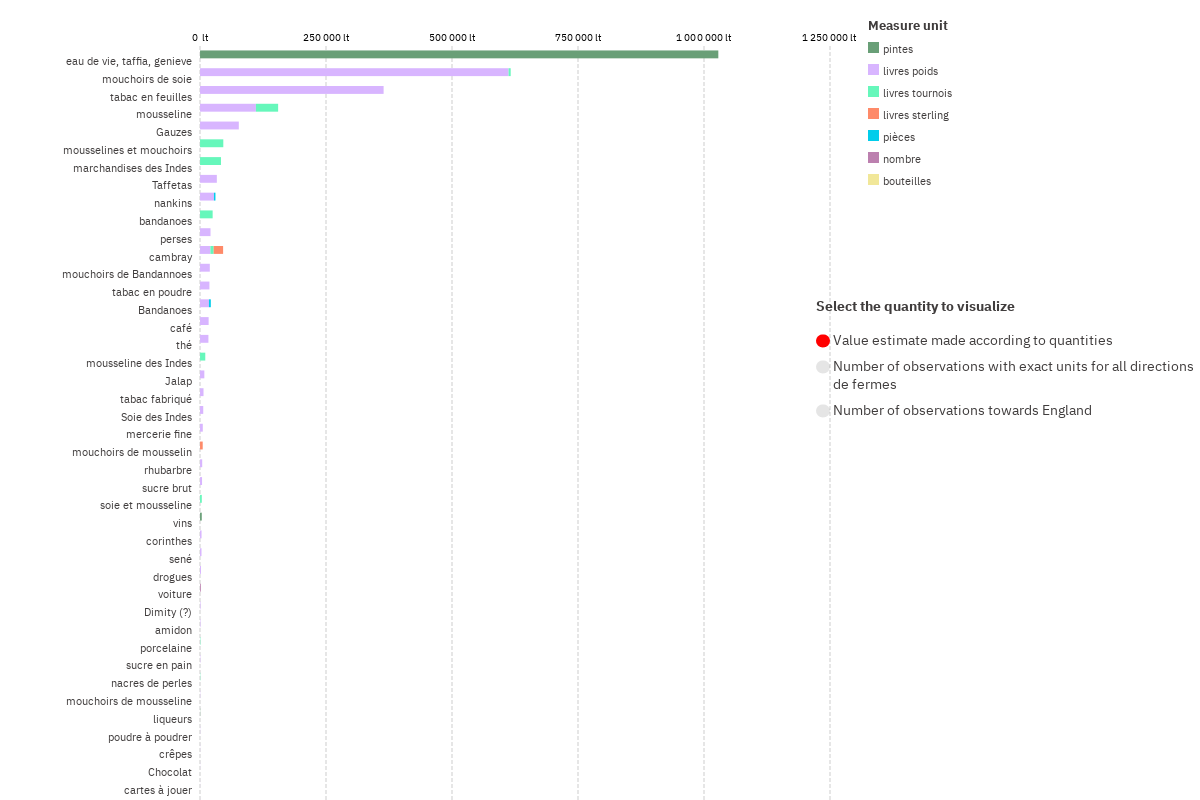 0 lt
250 000 lt
500 000 lt
750 000 lt
1 000 000 lt
1 250 000 lt
eau de vie, taffia, genieve
mouchoirs de soie
tabac en feuilles
mousseline
Gauzes
mousselines et mouchoirs
marchandises des Indes
Taffetas
nankins
bandanoes
perses
cambray
mouchoirs de Bandannoes
tabac en poudre
Bandanoes
café
thé
mousseline des Indes
Jalap
tabac fabriqué
Soie des Indes
mercerie fine
mouchoirs de mousselin
rhubarbre
sucre brut
soie et mousseline
vins
corinthes
sené
drogues
voiture
Dimity (?)
amidon
porcelaine
sucre en pain
nacres de perles
mouchoirs de mousseline
liqueurs
poudre à poudrer
crêpes
Chocolat
cartes à jouer
Measure unit
pintes
livres poids
livres tournois
livres sterling
pièces
nombre
bouteilles
Select the quantity to visualize
Value estimate made according to quantities
Number of observations with exact units for all directions
de fermes
Number of observations towards England